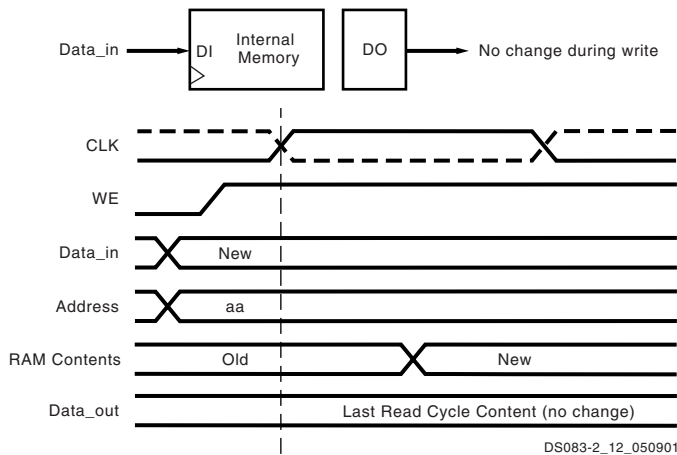 Data_in
DI
Internal
Memory
DO
No change during write
CLK
WE
Data_in
New
Address
aa
RAM Contents
Old
New
Data_out
Last Read Cycle Content (no change)
DS083-2_12_050901